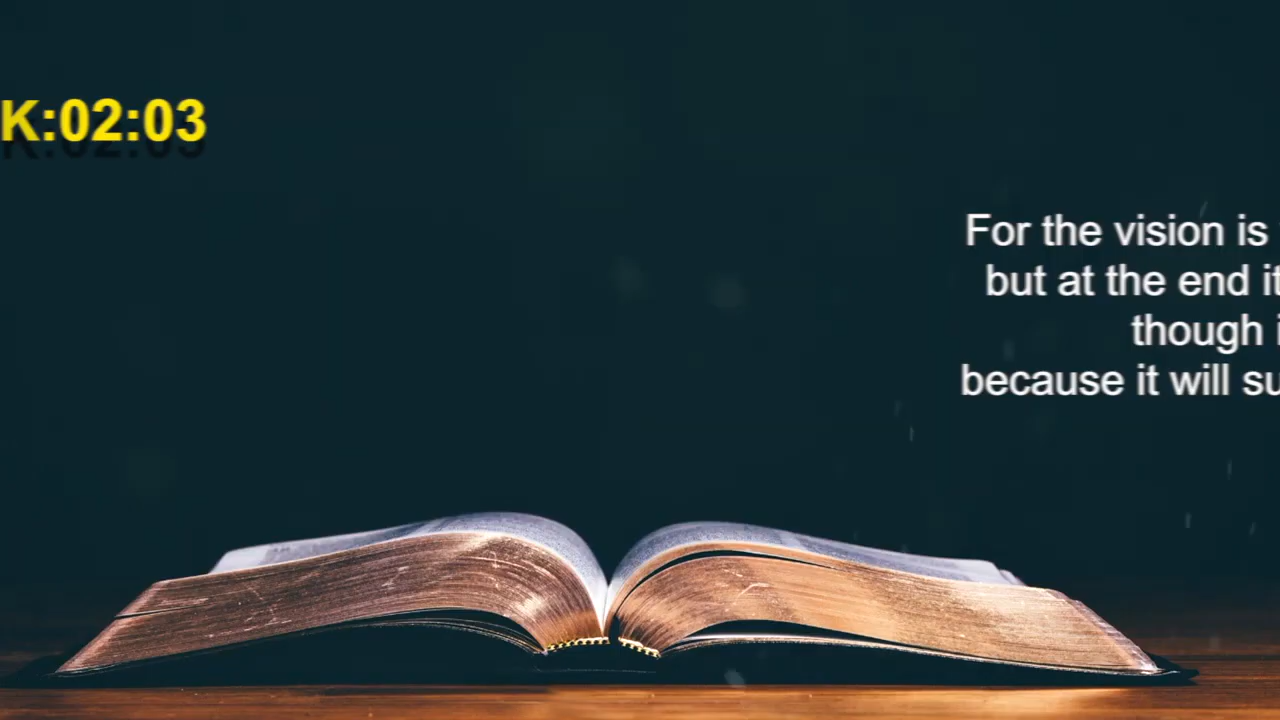 K:02:03
For the vision is
but at the end it
though i
because it will su